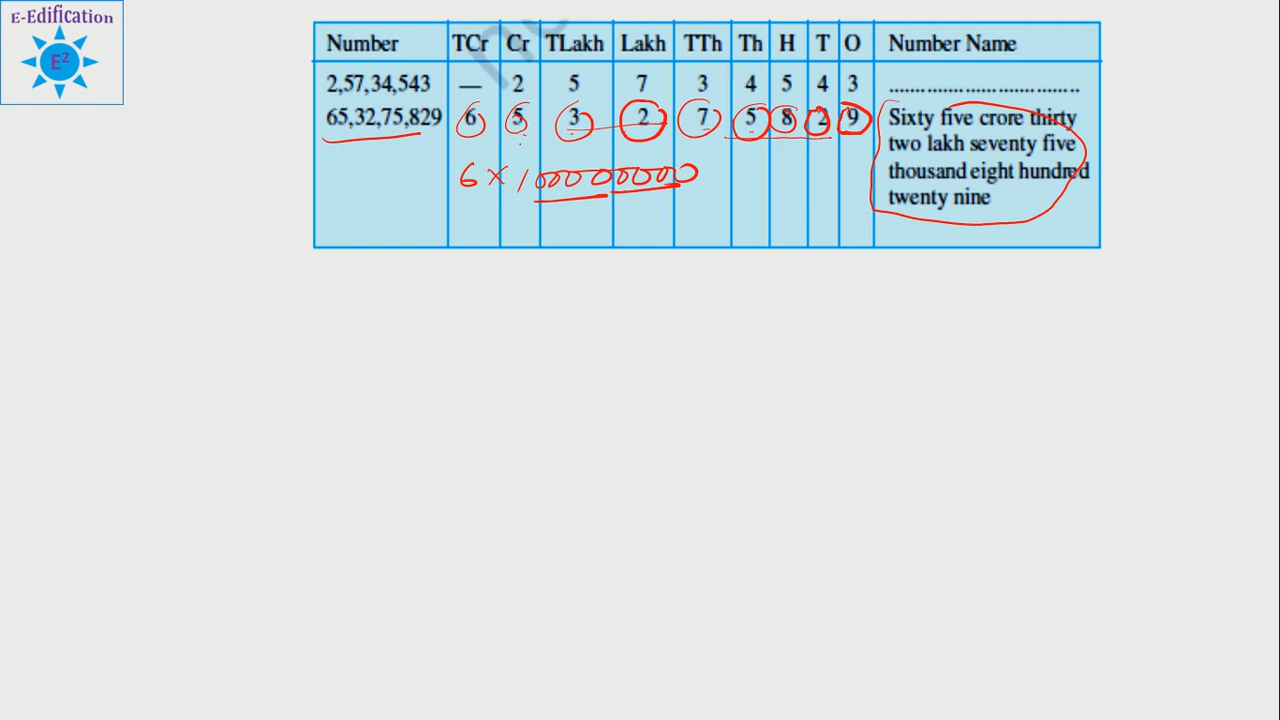 E-Edification
E²
Number TCr Cr TLakh Lakh TTh Th H T O Number Name
2,57,34,543 — 2 5 7 3 4 5 4 3 ....................................
65,32,75,829 6 5 3 2 7 5 8 2 9 Sixty five crore thirty
two lakh seventy five
thousand eight hundred
twenty nine